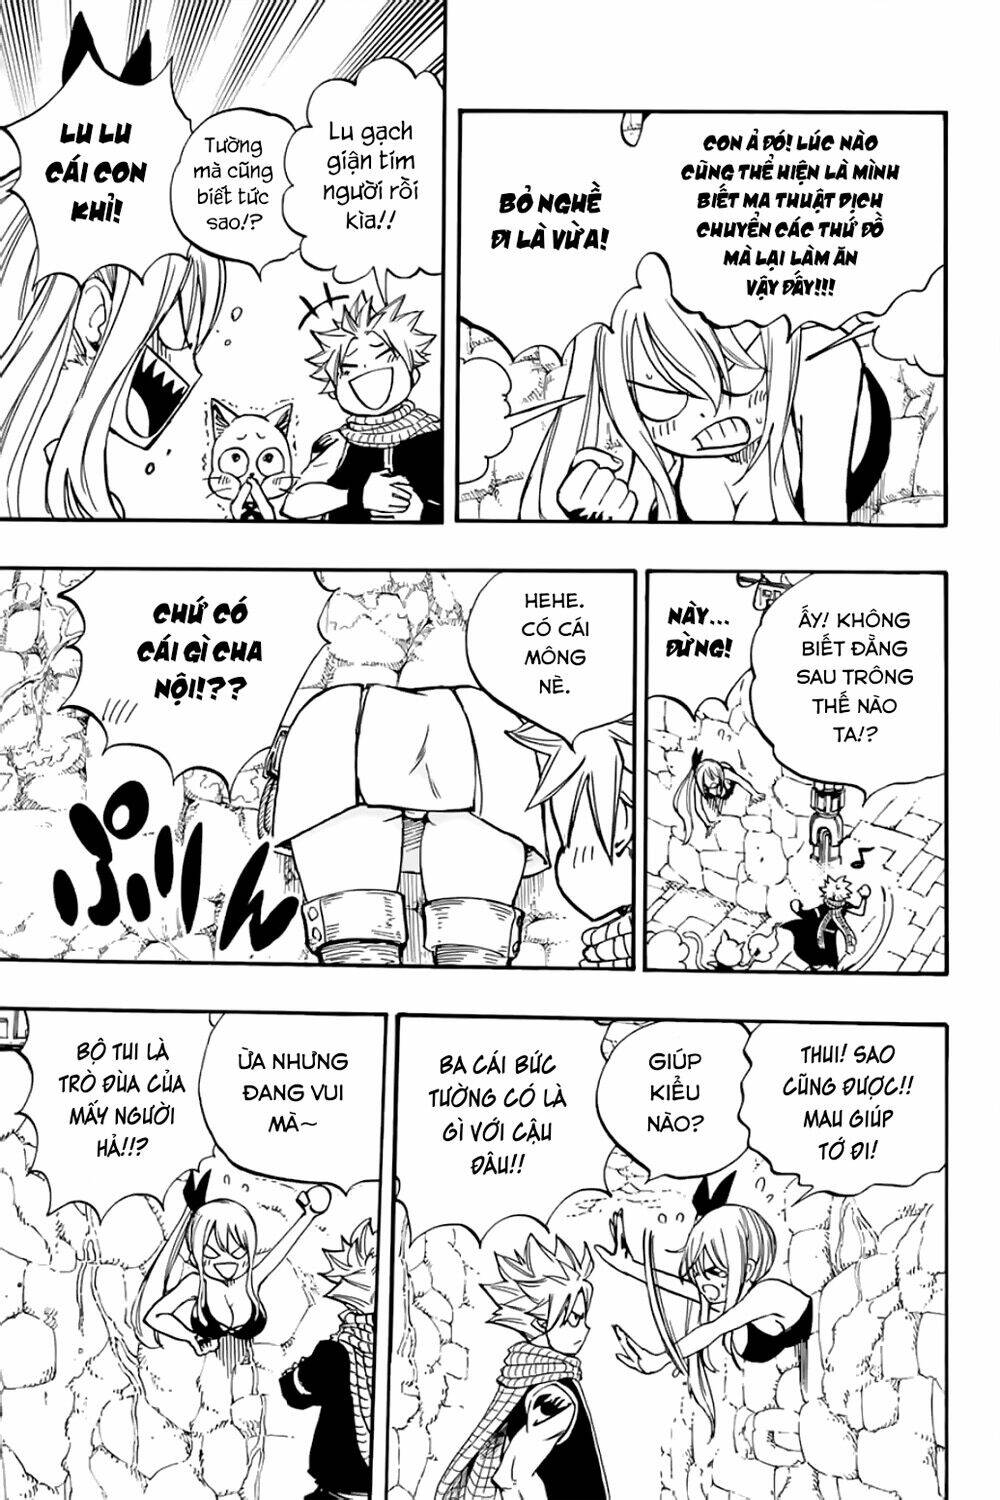 CON Ả ĐÓ! LÚC NÀO
CŨNG THỂ HIỆN LÀ MÌNH
BIẾT MA THUẬT DỊCH
CHUYỂN CÁC THỨ ĐỒ
MÀ LẠI LÀM ĂN
VẬY ĐẤY!!!
BỎ NGHỀ
ĐI LÀ VỪA!
Lu gạch
giận tím
người rồi
kìa!!
Tường
mà cũng
biết tức
sao!?
LU LU
CÁI CON
KHỈ!
ẤY! KHÔNG
BIẾT ĐẰNG
SAU TRÔNG
THẾ NÀO
TA!?
NÀY...
ĐỪNG!
HEHE.
CÓ CÁI
MÔNG
NÈ.
CHỨ CÓ
CÁI GÌ CHA
NỘI!??
ぷりん
THUI! SAO
CŨNG ĐƯỢC!!
MAU GIÚP
TỚ ĐI!
GIÚP
KIỂU
NÀO?
BA CÁI BỨC
TƯỜNG CÓ LÀ
GÌ VỚI CẬU
ĐÂU!!
ỪA NHƯNG
ĐANG VUI
MÀ~
BỘ TUI LÀ
TRÒ ĐÙA CỦA
MẤY NGƯỜI
HẢ!!?